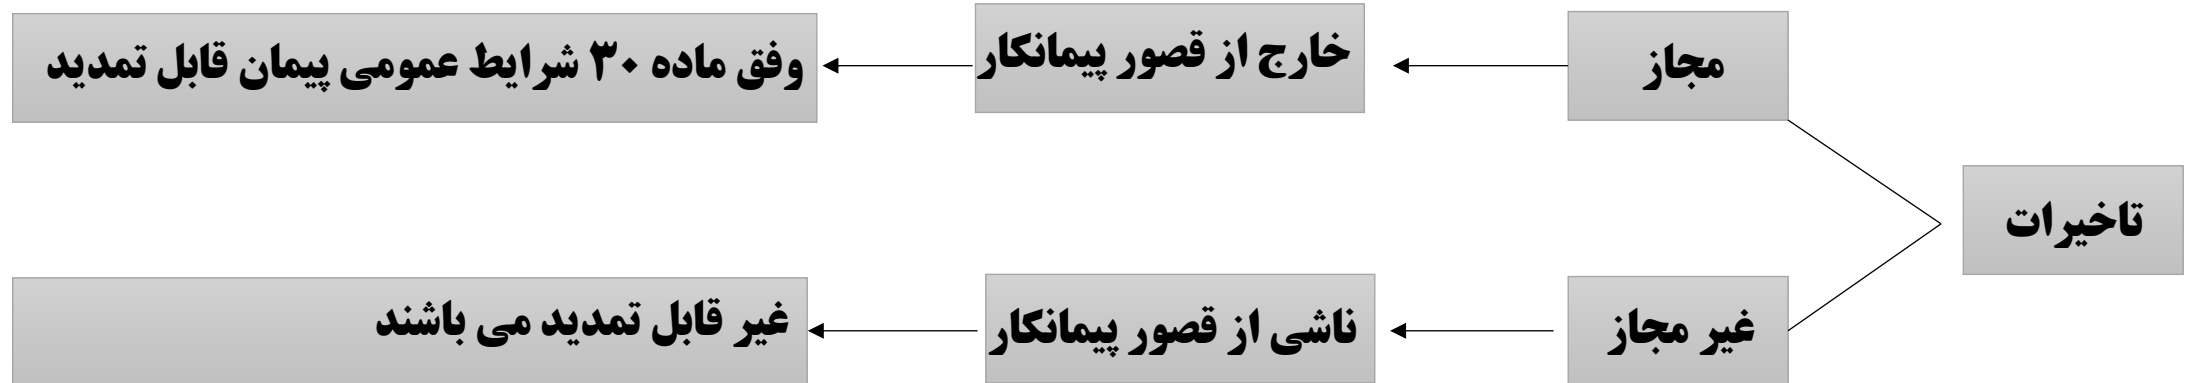 تاخیرات
مجاز
خارج از قصور پیمانکار
وفق ماده ۳۰ شرایط عمومی پیمان قابل تمدید
غیر مجاز
ناشی از قصور پیمانکار
غیر قابل تمدید می باشند